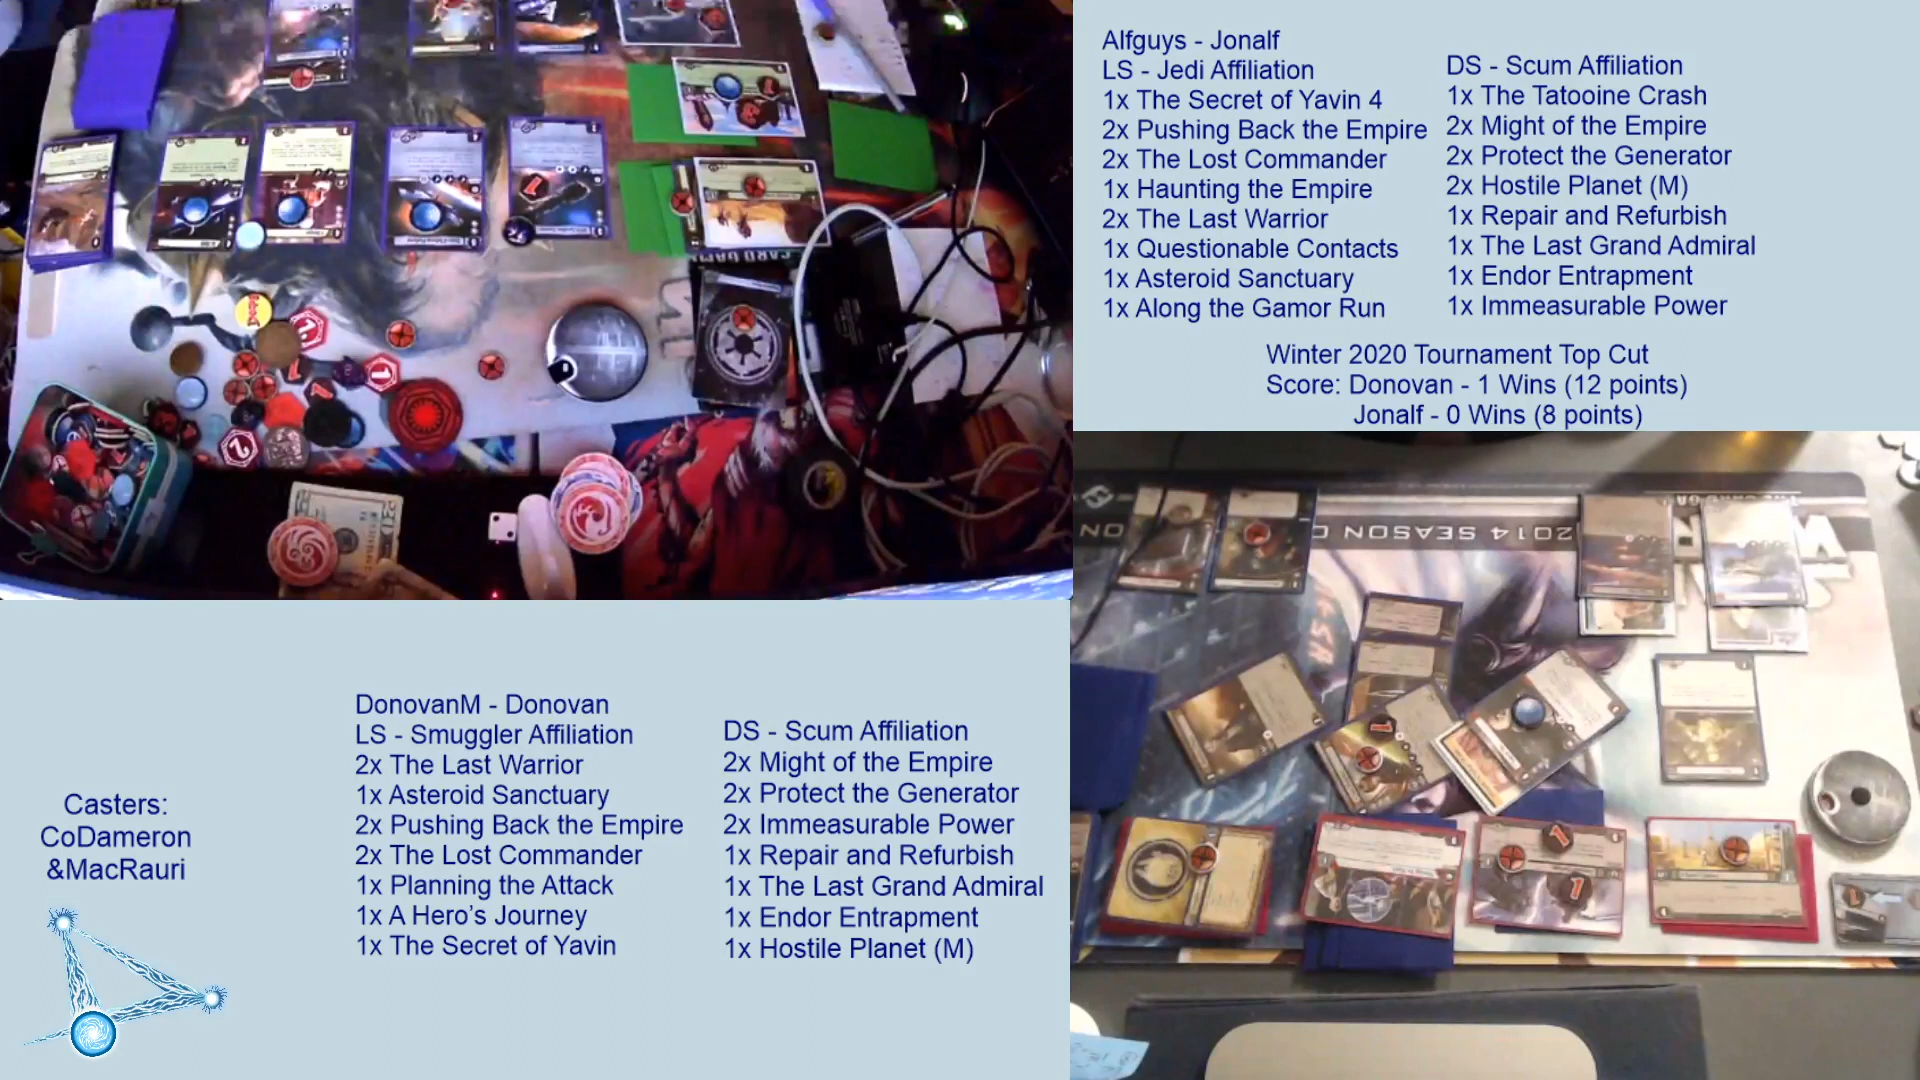 Alfguys - Jonalf
LS - Jedi Affiliation
1x The Secret of Yavin 4
2x Pushing Back the Empire
2x The Lost Commander
1x Haunting the Empire
2x The Last Warrior
1x Questionable Contacts
1x Asteroid Sanctuary
1x Along the Gamor Run
DS - Scum Affiliation
1x The Tatooine Crash
2x Might of the Empire
2x Protect the Generator
2x Hostile Planet (M)
1x Repair and Refurbish
1x The Last Grand Admiral
1x Endor Entrapment
1x Immeasurable Power
Winter 2020 Tournament Top Cut
Score: Donovan - 1 Wins (12 points)
Jonalf - 0 Wins (8 points)
2014 SEASON
DonovanM - Donovan
LS - Smuggler Affiliation
2x The Last Warrior
1x Asteroid Sanctuary
2x Pushing Back the Empire
2x The Lost Commander
1x Planning the Attack
1x A Hero's Journey
1x The Secret of Yavin
DS - Scum Affiliation
2x Might of the Empire
2x Protect the Generator
2x Immeasurable Power
1x Repair and Refurbish
1x The Last Grand Admiral
1x Endor Entrapment
1x Hostile Planet (M)
Casters:
CoDameron
&MacRauri